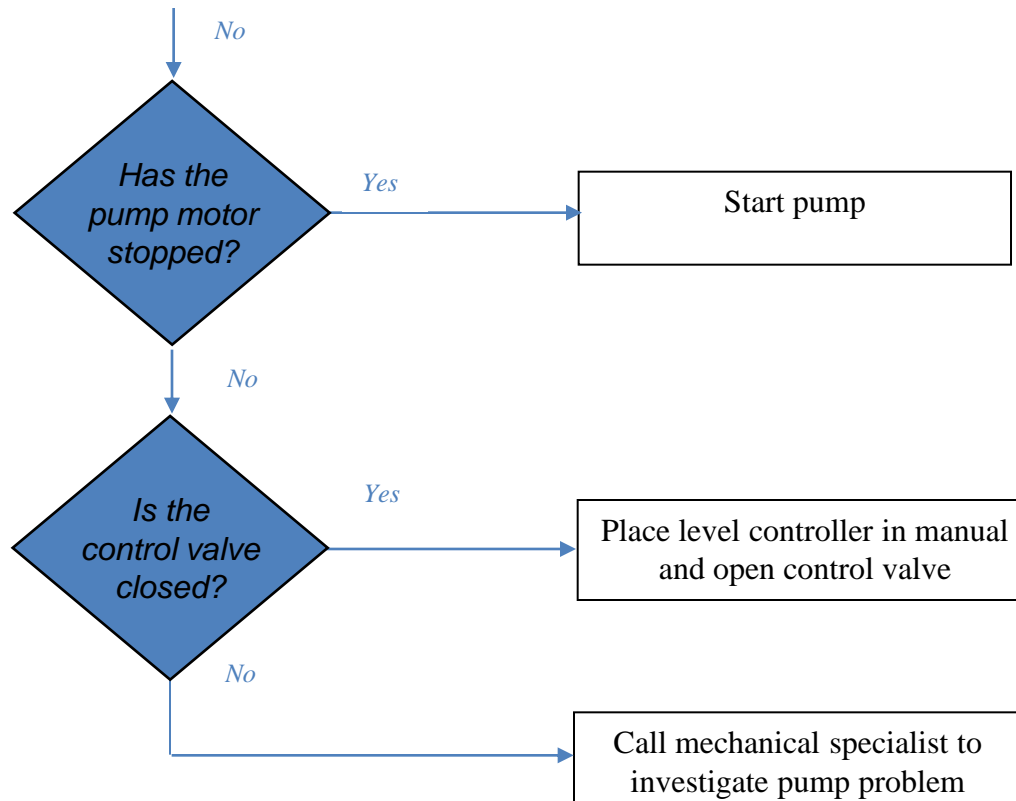 No
Has the
pump motor
stopped?
Yes
Start pump
No
Is the
control valve
closed?
Yes
Place level controller in manual
and open control valve
No
Call mechanical specialist to
investigate pump problem